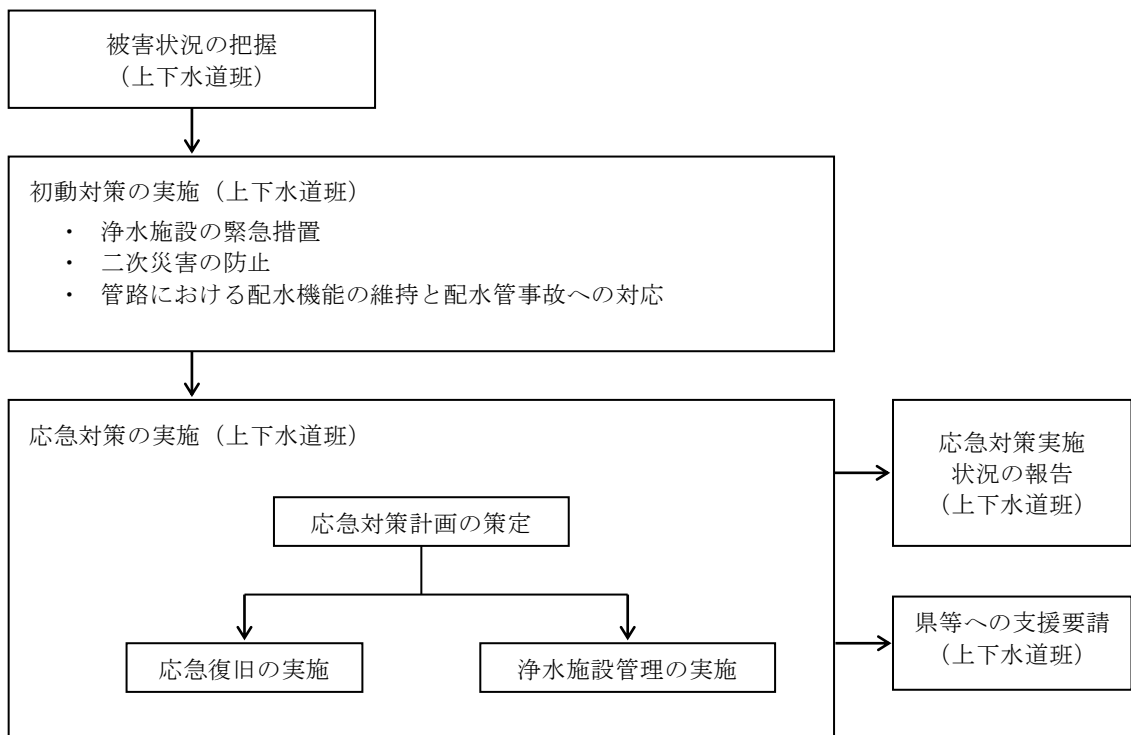 被害状況の把握
（上下水道班）
初動対策の実施（上下水道班）
・ 浄水施設の緊急措置
・ 二次災害の防止
・ 管路における配水機能の維持と配水管事故への対応
応急対策の実施（上下水道班）
応急対策計画の策定
応急復旧の実施
浄水施設管理の実施
応急対策実施
状況の報告
（上下水道班）
県等への支援要請
（上下水道班）